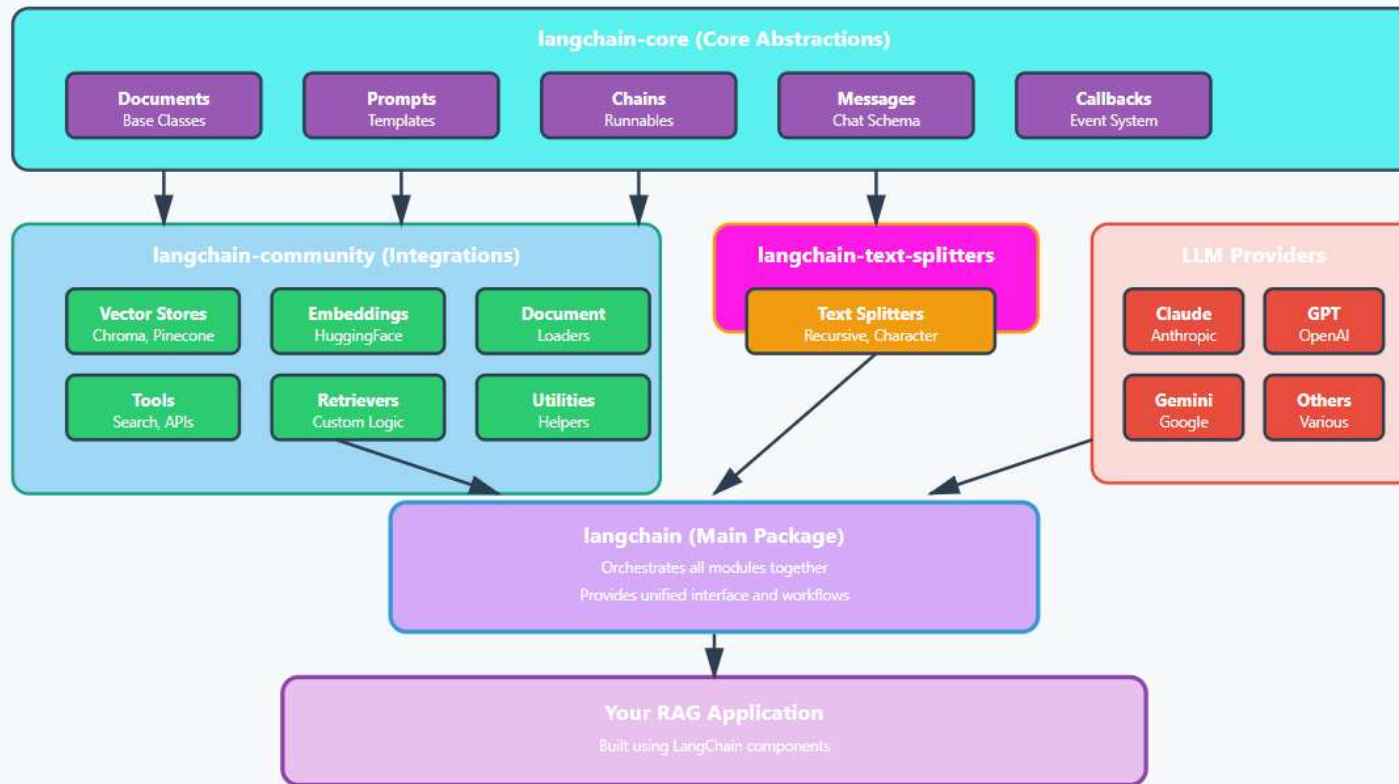 langchain-core (Core Abstractions)
Documents
Base Classes
Prompts
Templates
Chains
Runnables
Messages
Chat Schema
Callbacks
Event System
langchain-community (Integrations)
Vector Stores
Chroma, Pinecone
Embeddings
HuggingFace
Document
Loaders
Tools
Search, APIs
Retrievers
Custom Logic
Utilities
Helpers
langchain-text-splitters
Text Splitters
Recursive, Character
LLM Providers
Claude
Anthropic
GPT
OpenAI
Gemini
Google
Others
Various
langchain (Main Package)
Orchestrates all modules together
Provides unified interface and workflows
Your RAG Application
Built using LangChain components